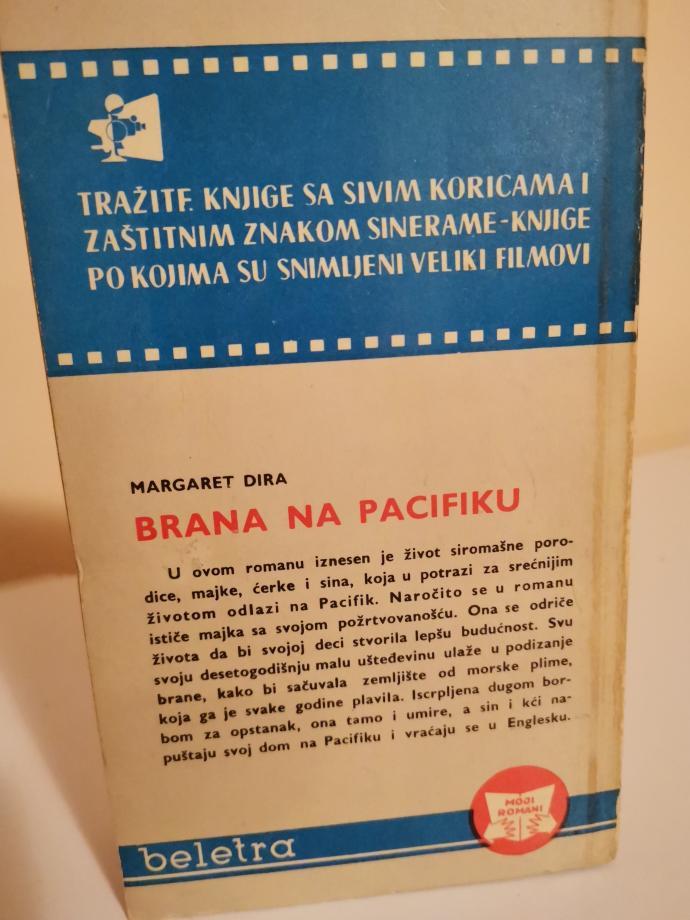 TRAŽITE KNJIGE SA SIVIM KORICAMA I
ZAŠTITNIM ZNAKOM SINERAME-KNJIGE
PO KOJIMA SU SNIMLJENI VELIKI FILMOVI
MARGARET DIRA
BRANA NA PACIFIKU
U ovom romanu iznesen je život siromašne poro-
dice, majke, ćerke i sina, koja u potrazi za srećnijim
životom odlazi na Pacifik. Naročito se u romanu
ističe majka sa svojom požrtvovanošću. Ona se odriče
života da bi svojoj deci stvorila lepšu budućnost. Svu
svoju desetogodišnju malu ušteđevinu ulaže u podizanje
brane, kako bi sačuvala zemljište od morske plime,
koja ga je svake godine plavila. Iscrpljena dugom bor-
bom za opstanak, ona tamo i umire, a sin i kći na-
puštaju svoj dom na Pacifiku i vraćaju se u Englesku.
MOJI
ROMANI
beletra